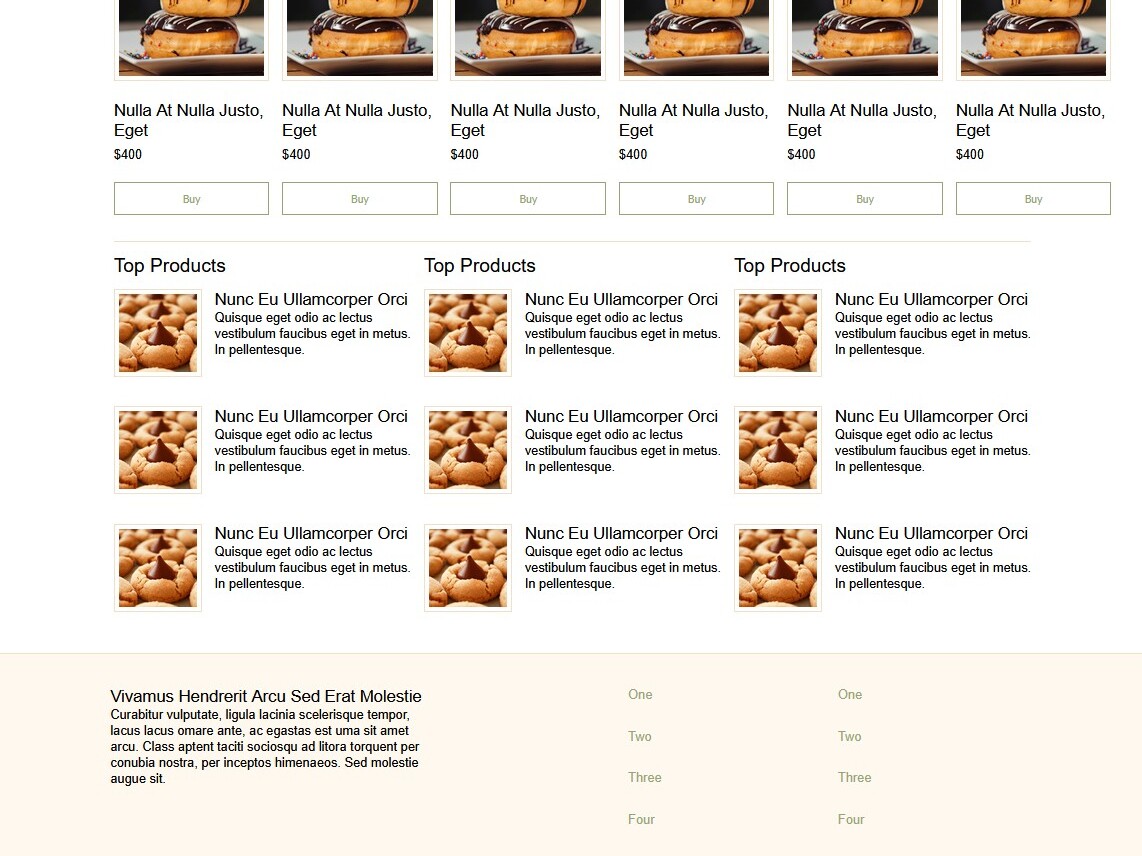 Nulla At Nulla Justo,
Eget
$400
Buy
Nulla At Nulla Justo,
Eget
$400
Buy
Nulla At Nulla Justo,
Eget
$400
Buy
Nulla At Nulla Justo,
Eget
$400
Buy
Nulla At Nulla Justo,
Eget
$400
Buy
Nulla At Nulla Justo,
Eget
$400
Buy
Top Products
Nunc Eu Ullamcorper Orci
Quisque eget odio ac lectus
vestibulum faucibus eget in metus.
In pellentesque.
Nunc Eu Ullamcorper Orci
Quisque eget odio ac lectus
vestibulum faucibus eget in metus.
In pellentesque.
Nunc Eu Ullamcorper Orci
Quisque eget odio ac lectus
vestibulum faucibus eget in metus.
In pellentesque.
Top Products
Nunc Eu Ullamcorper Orci
Quisque eget odio ac lectus
vestibulum faucibus eget in metus.
In pellentesque.
Nunc Eu Ullamcorper Orci
Quisque eget odio ac lectus
vestibulum faucibus eget in metus.
In pellentesque.
Nunc Eu Ullamcorper Orci
Quisque eget odio ac lectus
vestibulum faucibus eget in metus.
In pellentesque.
Top Products
Nunc Eu Ullamcorper Orci
Quisque eget odio ac lectus
vestibulum faucibus eget in metus.
In pellentesque.
Nunc Eu Ullamcorper Orci
Quisque eget odio ac lectus
vestibulum faucibus eget in metus.
In pellentesque.
Nunc Eu Ullamcorper Orci
Quisque eget odio ac lectus
vestibulum faucibus eget in metus.
In pellentesque.
Vivamus Hendrerit Arcu Sed Erat Molestie
Curabitur vulputate, ligula lacinia scelerisque tempor,
lacus lacus ornare ante, ac egastas est uma sit amet
arcu. Class aptent taciti sociosqu ad litora torquent per
conubia nostra, per inceptos himenaeos. Sed molestie
augue sit.
One
Two
Three
Four
One
Two
Three
Four